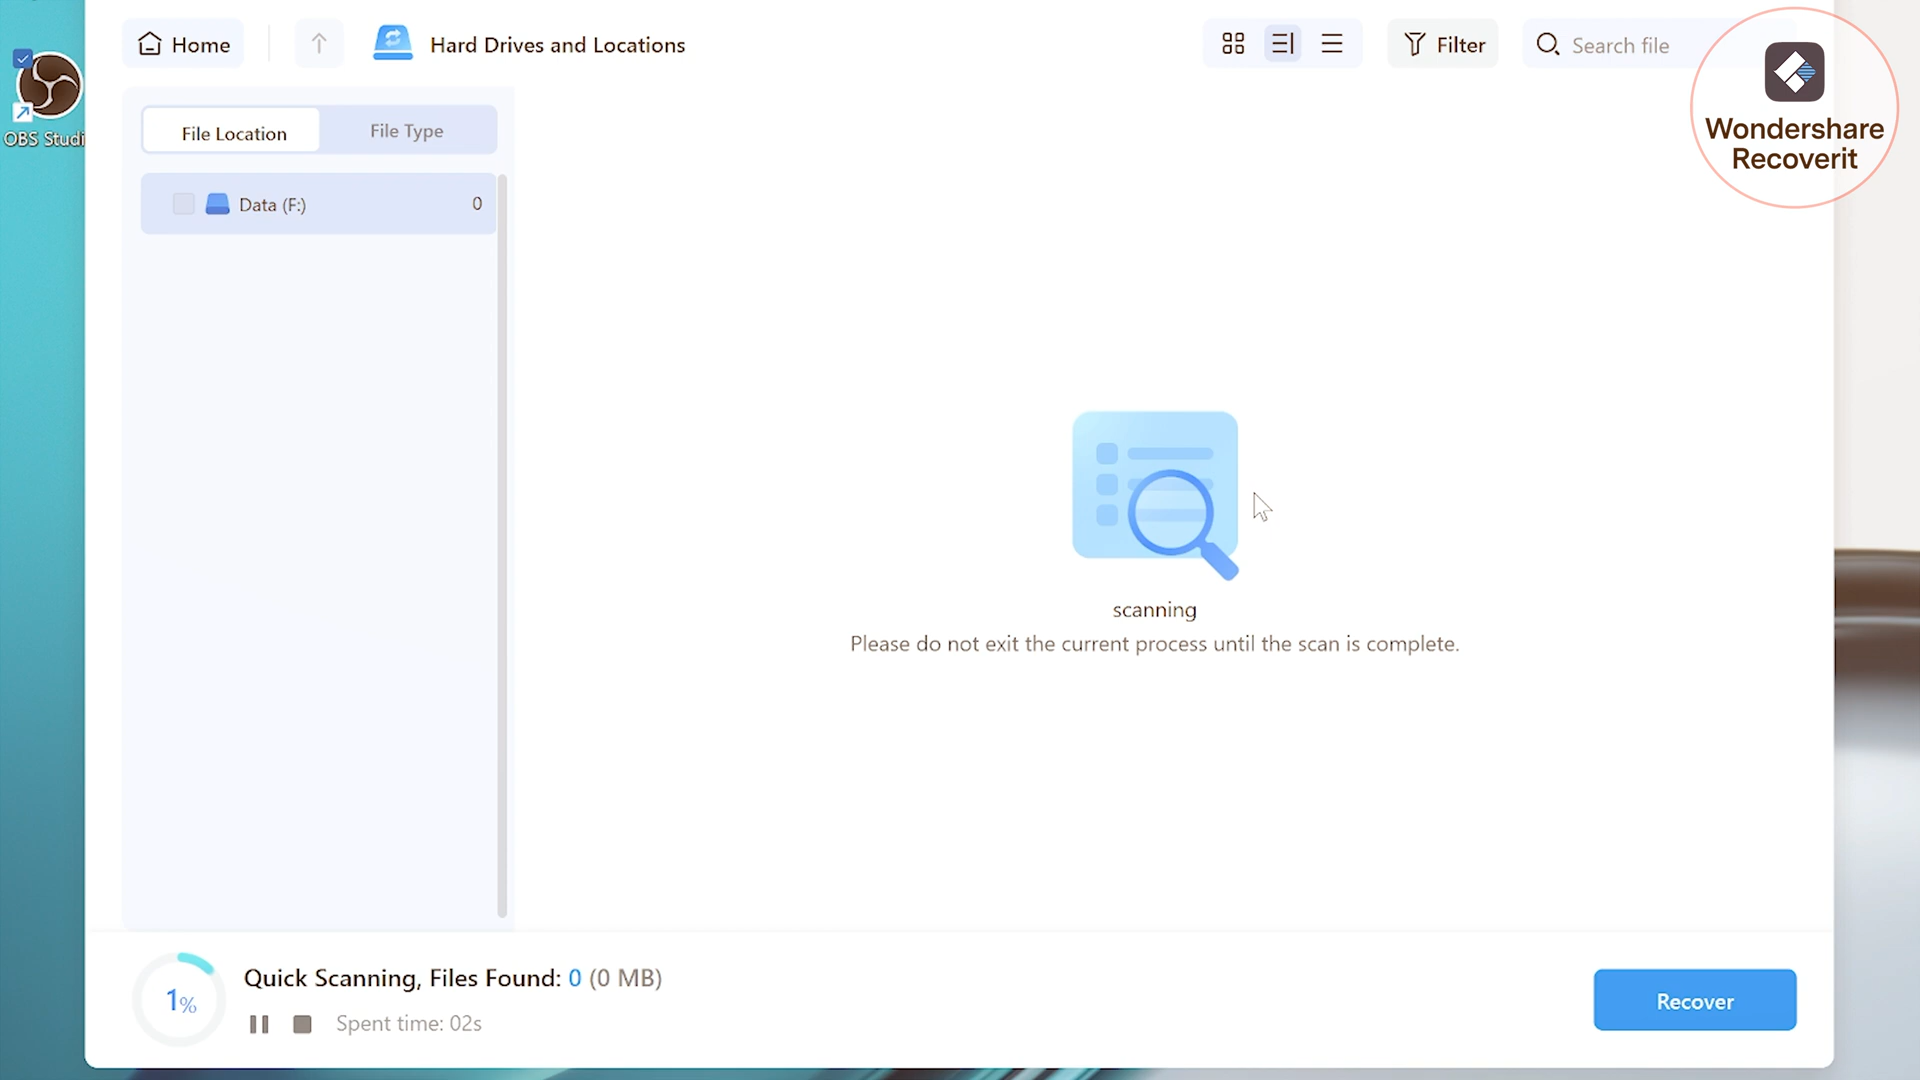 Home
Hard Drives and Locations
Filter
Search file
Wondershare
Recoverit
OBS Studi
File Location
File Type
Data (F:)
0
scanning
Please do not exit the current process until the scan is complete.
1%
Quick Scanning, Files Found: 0 (0 MB)
Spent time: 02s
Recover